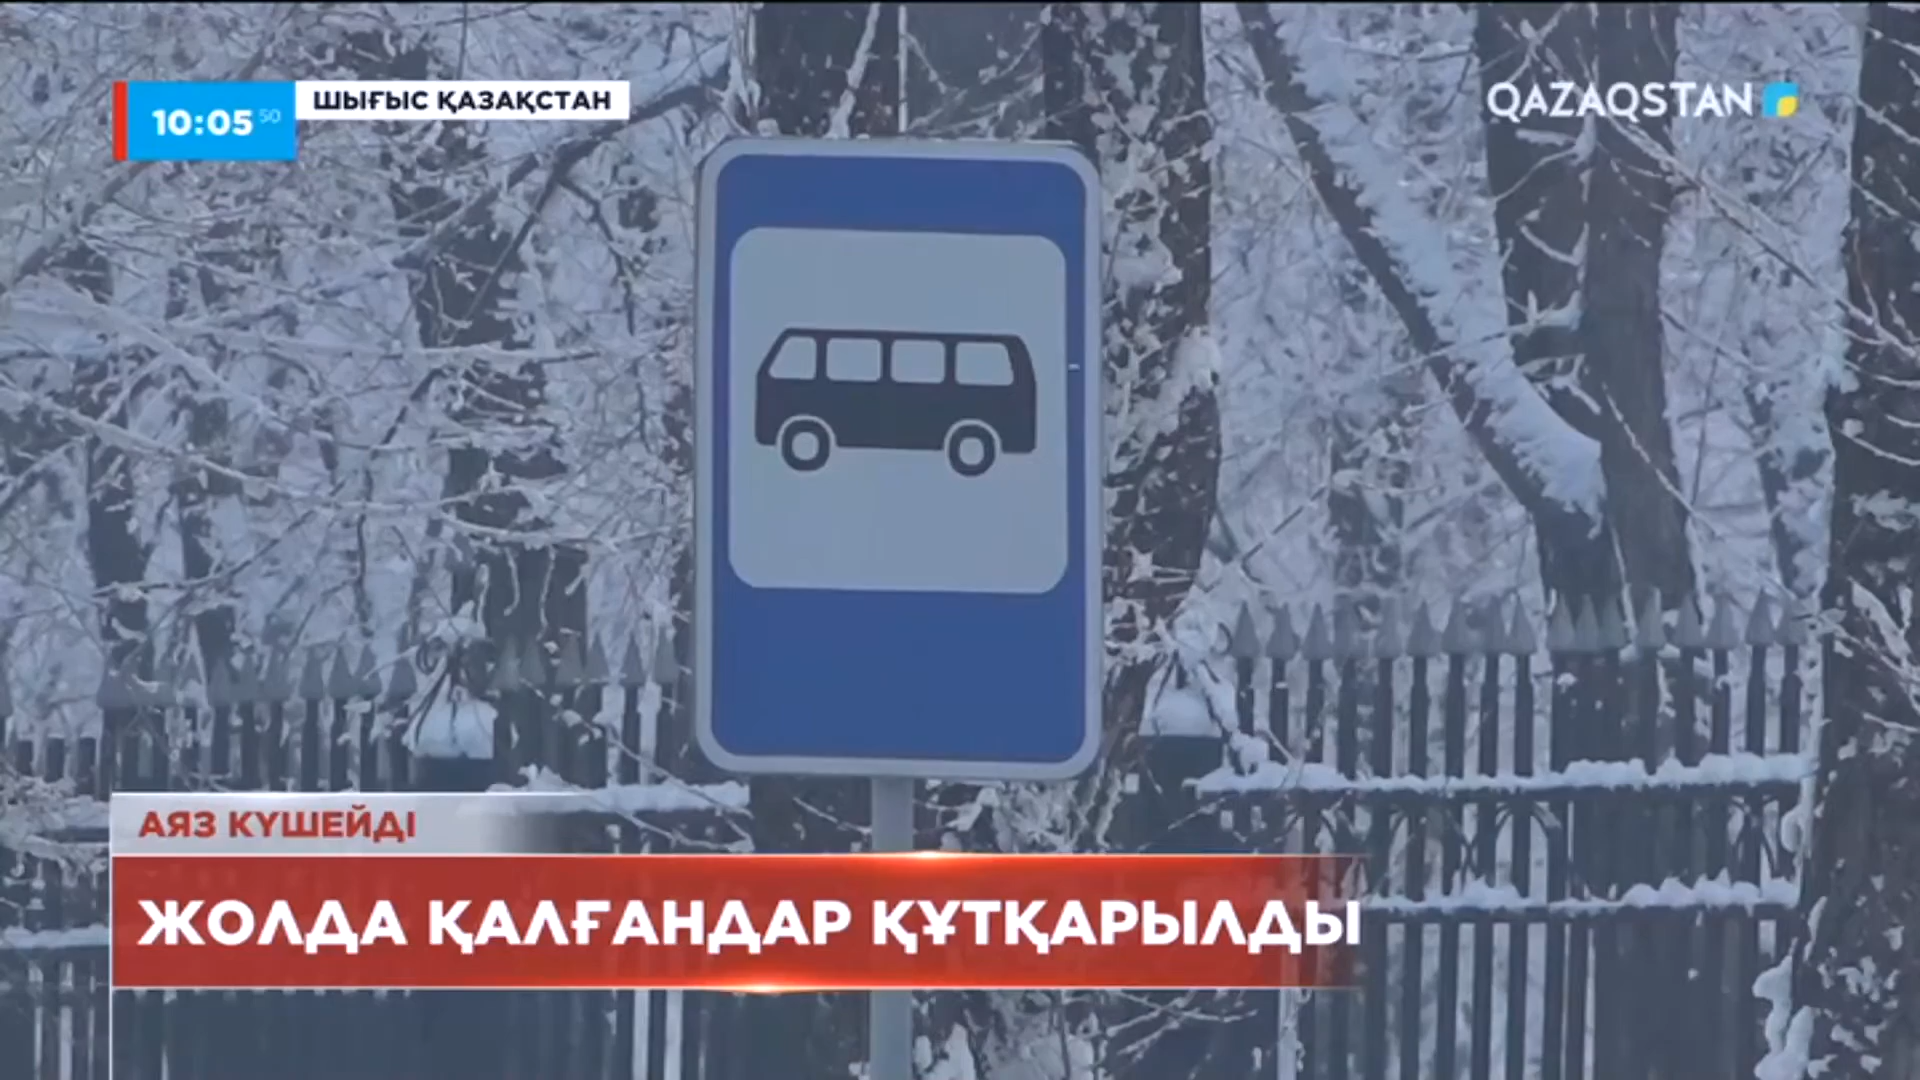 10:05 50
ШЫҒЫС ҚАЗАҚСТАН
QAZAQSTAN
АЯЗ КҮШЕЙДІ
ЖОЛДА ҚАЛҒАНДАР ҚҰТҚАРЫЛДЫ